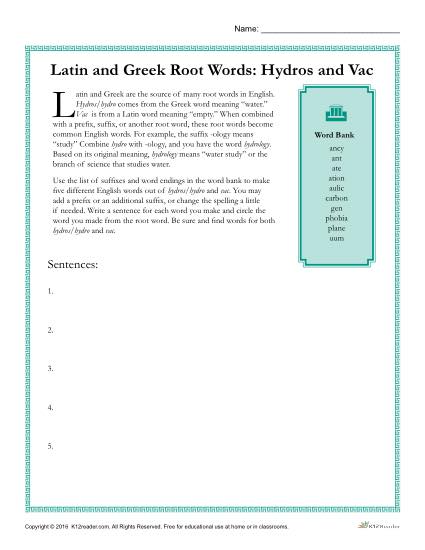 Name:
Latin and Greek Root Words: Hydros and Vac
Latin and Greek are the source of many root words in English.
Hydros/hydro comes from the Greek word meaning “water.”
Vac is from a Latin word meaning “empty.” When combined
with a prefix, suffix, or another root word, these root words become
common English words. For example, the suffix -ology means
“study” Combine hydro with -ology, and you have the word hydrology.
Based on its original meaning, hydrology means “water study” or the
branch of science that studies water.
Use the list of suffixes and word endings in the word bank to make
five different English words out of hydros/hydro and vac. You may
add a prefix or an additional suffix, or change the spelling a little
if needed. Write a sentence for each word you make and circle the
word you made from the root word. Be sure and find words for both
hydros/hydro and vac.
Word Bank
ancy
ant
ate
ation
aulic
carbon
gen
phobia
plane
uum
Sentences:
1.
2.
3.
4.
5.
Copyright © 2016 K12reader.com. All Rights Reserved. Free for educational use at home or in classrooms.
K12Reader